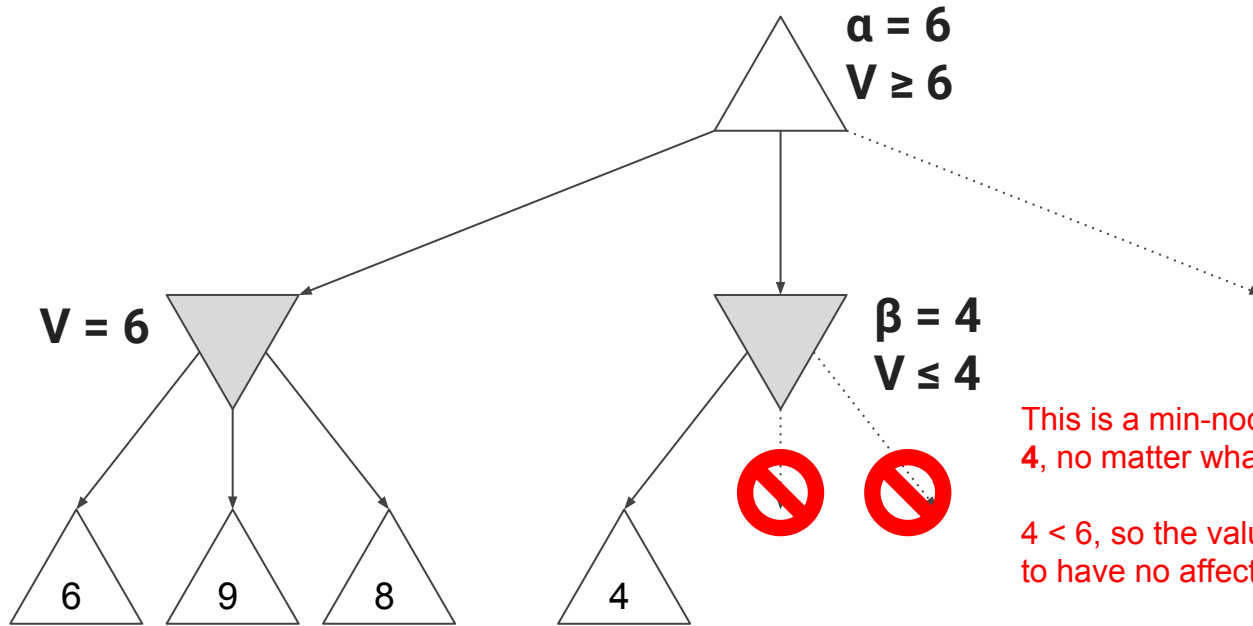 α = 6
V ≥ 6
V = 6
β = 4
V ≤ 4
This is a min-nod
4, no matter wha
4 < 6, so the valu
to have no affect
6
9
8
4